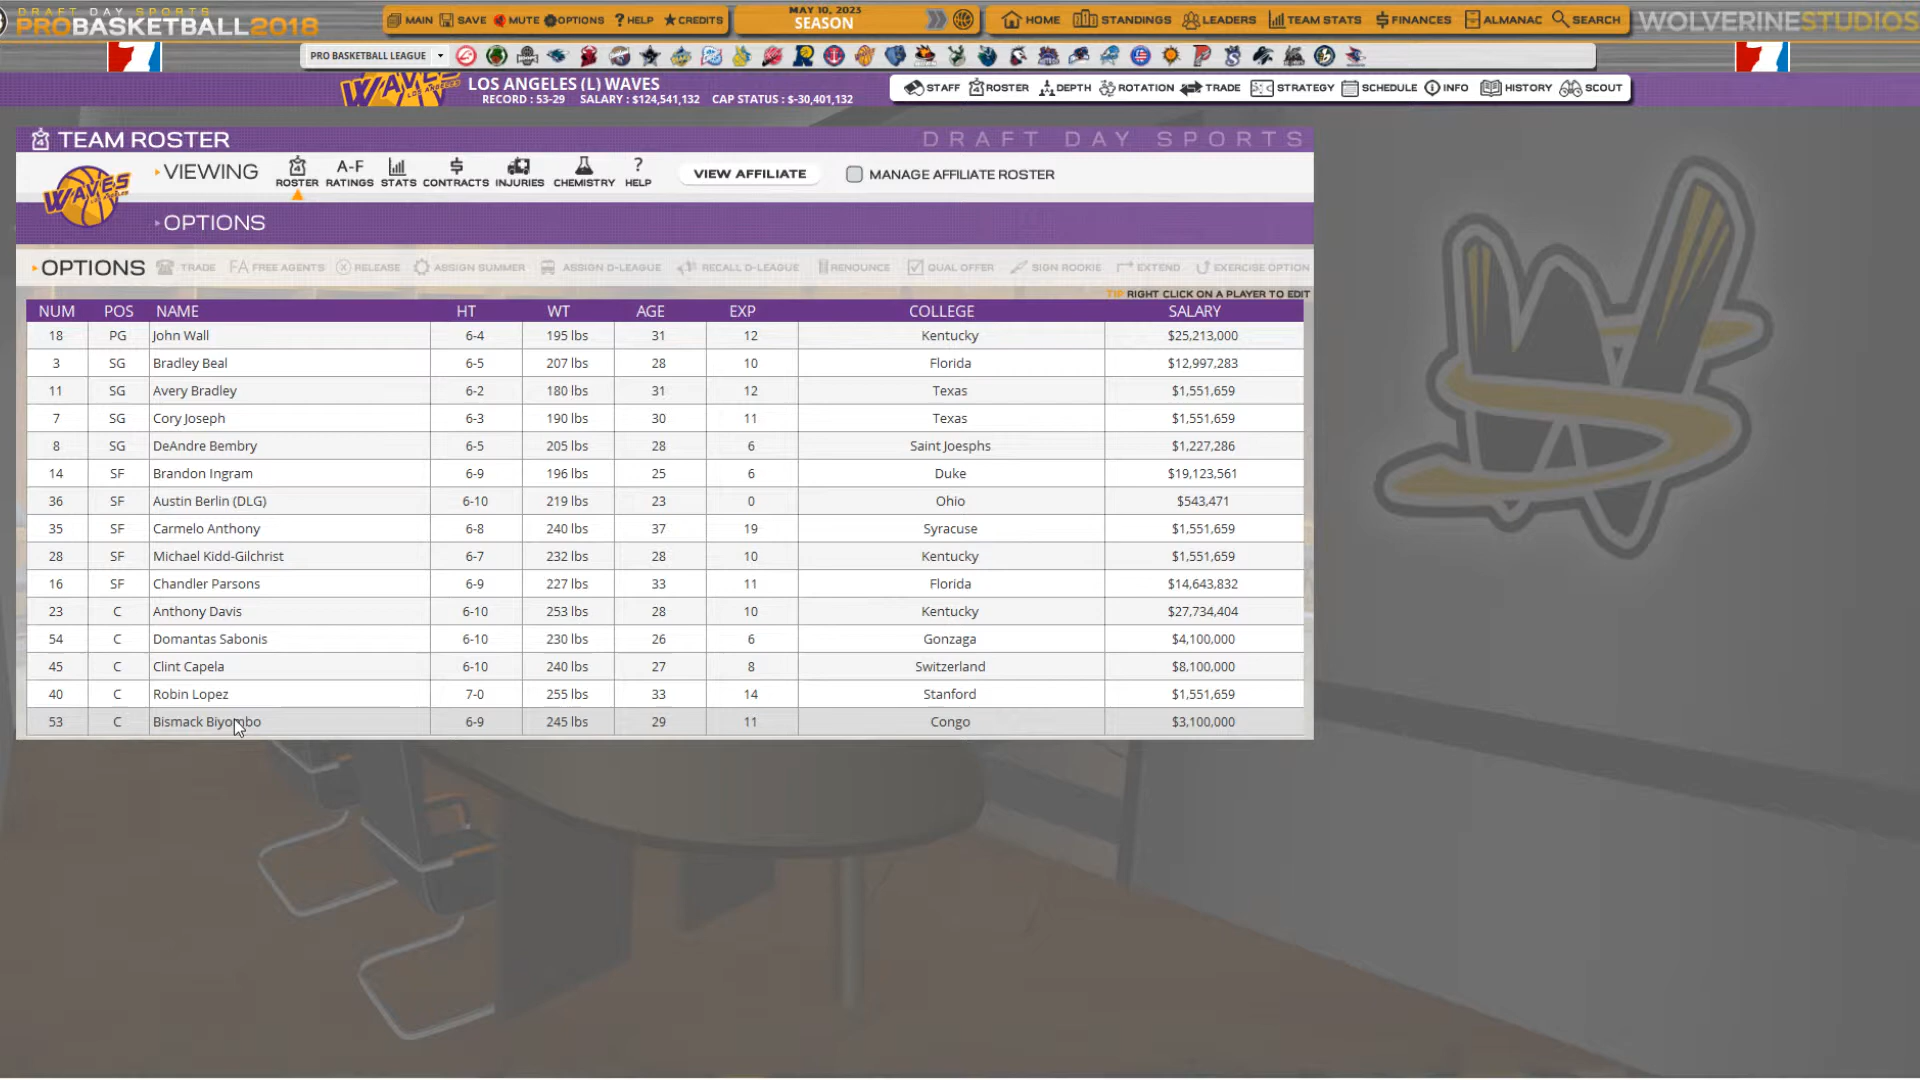 DRAFT DAY SPORTS
PROBASKETBALL2018
MAIN SAVE MUTE OPTIONS ? HELP CREDITS
MAY 10, 2023
SEASON
HOME STANDINGS LEADERS TEAM STATS FINANCES ALMANAC SEARCH
WOLVERINESTUDIOS
PRO BASKETBALL LEAGUE
WAVES
LOS ANGELES (L) WAVES
RECORD : 53-29 SALARY : $124,541,132 CAP STATUS : $-30,401,132
STAFF ROSTER DEPTH ROTATION TRADE STRATEGY SCHEDULE INFO HISTORY SCOUT
TEAM ROSTER
DRAFT DAY SPORTS
WAVES
VIEWING
ROSTER
A-F RATINGS
STATS
$ CONTRACTS
INJURIES
CHEMISTRY
? HELP
VIEW AFFILIATE
MANAGE AFFILIATE ROSTER
OPTIONS
OPTIONS TRADE FA FREE AGENTS RELEASE ASSIGN SUMMER ASSIGN D-LEAGUE RECALL D-LEAGUE RENOUNCE QUAL OFFER SIGN ROOKIE EXTEND EXERCISE OPTION
TIP RIGHT CLICK ON A PLAYER TO EDIT
NUM POS NAME HT WT AGE EXP COLLEGE SALARY
18 PG John Wall 6-4 195 lbs 31 12 Kentucky $25,213,000
3 SG Bradley Beal 6-5 207 lbs 28 10 Florida $12,997,283
11 SG Avery Bradley 6-2 180 lbs 31 12 Texas $1,551,659
7 SG Cory Joseph 6-3 190 lbs 30 11 Texas $1,551,659
8 SG DeAndre Bembry 6-5 205 lbs 28 6 Saint Joesphs $1,227,286
14 SF Brandon Ingram 6-9 196 lbs 25 6 Duke $19,123,561
36 SF Austin Berlin (DLG) 6-10 219 lbs 23 0 Ohio $543,471
35 SF Carmelo Anthony 6-8 240 lbs 37 19 Syracuse $1,551,659
28 SF Michael Kidd-Gilchrist 6-7 232 lbs 28 10 Kentucky $1,551,659
16 SF Chandler Parsons 6-9 227 lbs 33 11 Florida $14,643,832
23 C Anthony Davis 6-10 253 lbs 28 10 Kentucky $27,734,404
54 C Domantas Sabonis 6-10 230 lbs 26 6 Gonzaga $4,100,000
45 C Clint Capela 6-10 240 lbs 27 8 Switzerland $8,100,000
40 C Robin Lopez 7-0 255 lbs 33 14 Stanford $1,551,659
53 C Bismack Biyombo 6-9 245 lbs 29 11 Congo $3,100,000